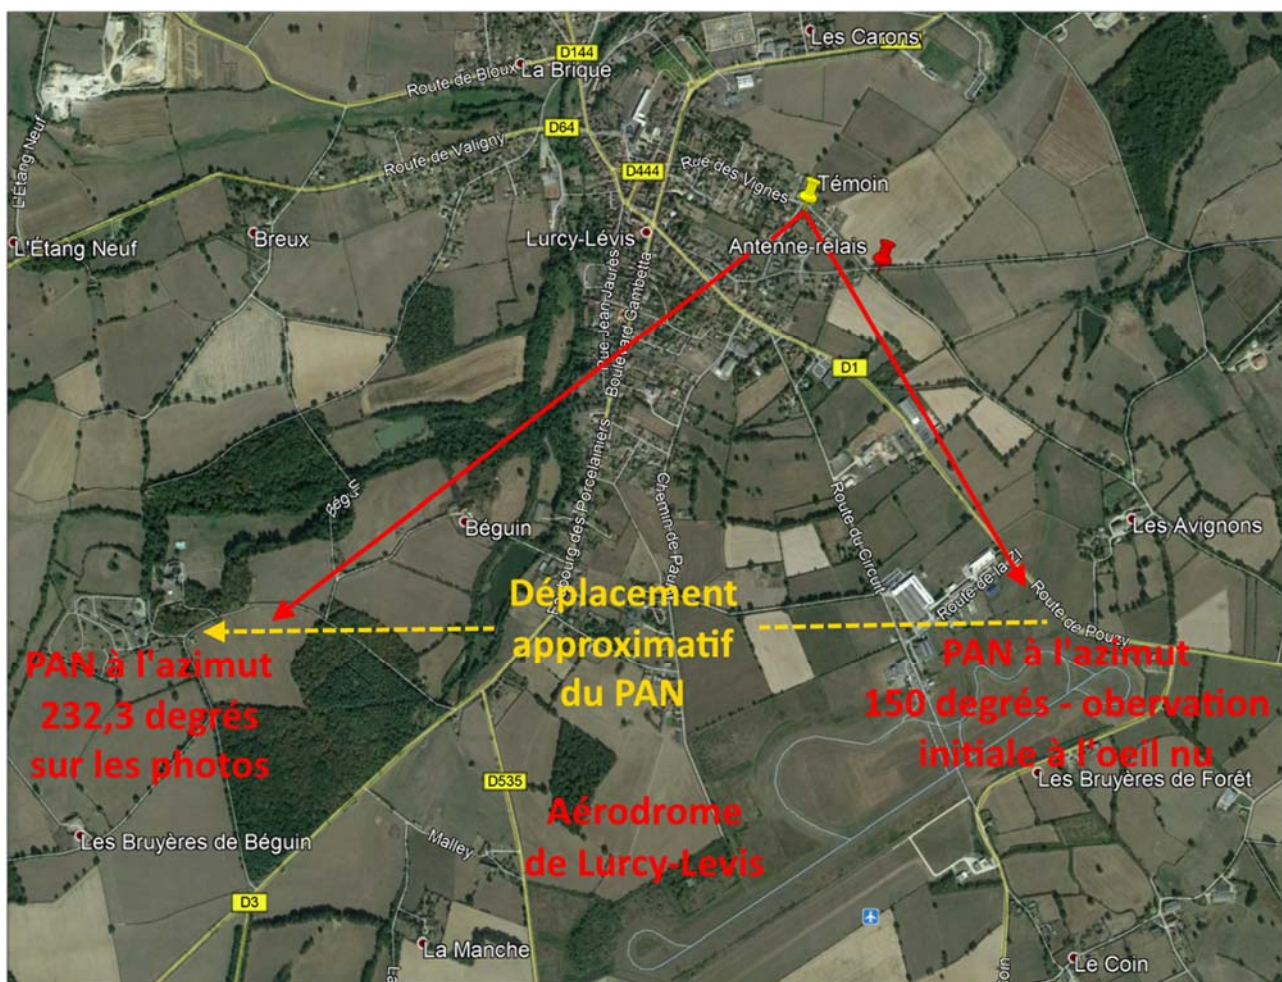 Les Carons
D144
La Brique
Route de Bioux
L'Étang Neuf
D64
Route de Valigny
D444
Rue des Vignes
Témoin
L'Étang Neuf
Breux
Lurcy-Lévis
Antenne-relais
Rue Jean Jaurès
Boulevard Gambetta
D1
Faubourg des Porcelainiers
Chemin de Paul
Route du Circuit
Béguin
Les Avignons
Route de la
Route de Pouzy
Déplacement
approximatif
du PAN
PAN à l'azimut
232,3 degrés
sur les photos
PAN à l'azimut
150 degrés - obervation
initiale à l'oeil nu
D535
Les Bruyères de Forêt
Aérodrome
de Lurcy-Levis
Les Bruyères de Béguin
Malley
D3
La Manche
La
Le Coin